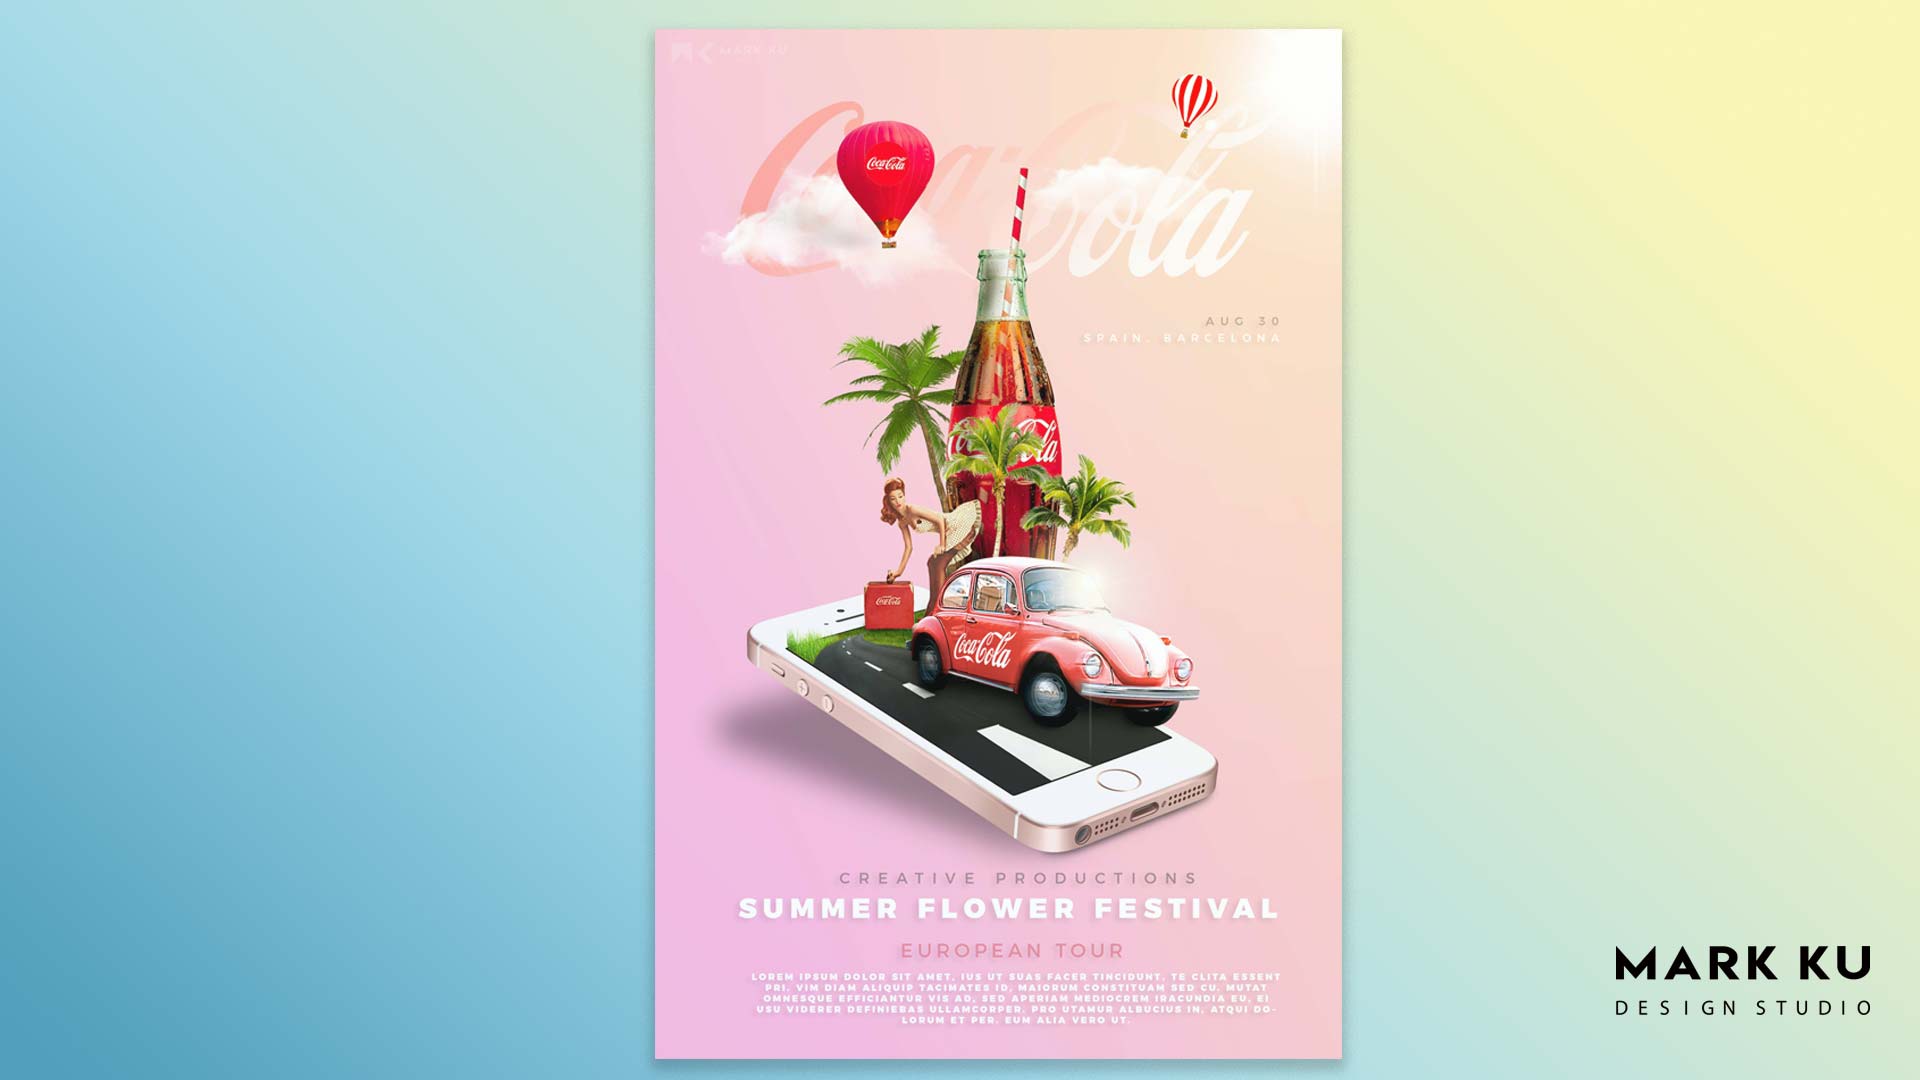 MARK KU
Coca-Cola
Coca-Cola
AUG 30
SPAIN. BARCELONA
Coca-Cola
Coca-Cola
Coca-Cola
CREATIVE PRODUCTIONS
SUMMER FLOWER FESTIVAL
EUROPEAN TOUR
LOREM IPSUM DOLOR SIT AMET, IUS UT SUAS FACER TINCIDUNT, TE CLITA ESSENT
PRI. VIM DIAM ALIQUIP TACIMATES ID, MAIORUM CONSTITUAM SED CU. MUTAT
OMNESQUE EFFICIANTUR VIS AD, SED APERIAM MEDIOCREM IRACUNDIA EU, EI
USU VIDERER DEFINIEBAS ULLAMCORPER. PRO UTAMUR ALBUCIUS IN, ATQUI DO-
LORUM ET PER. EUM ALIA VERO UT.
MARK KU
DESIGN STUDIO